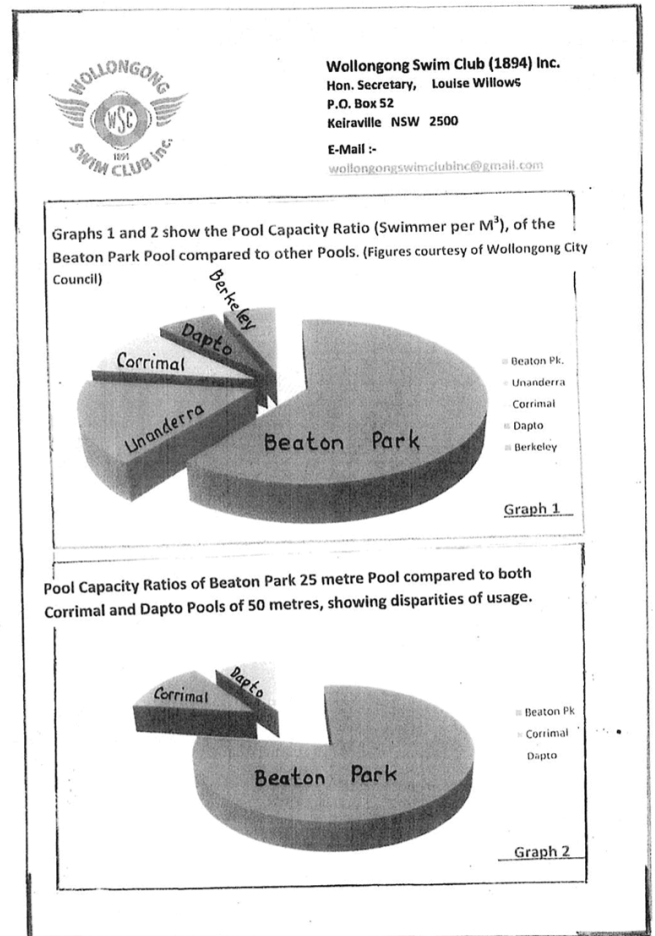 WOLLONGONG
WSC
1894
SWIM CLUB Inc.
Wollongong Swim Club (1894) Inc.
Hon. Secretary, Louise Willows
P.O. Box 52
Keiraville NSW 2500
E-Mail :-
wollongongswimclubinc@gmail.com
Graphs 1 and 2 show the Pool Capacity Ratio (Swimmer per M³), of the
Beaton Park Pool compared to other Pools. (Figures courtesy of Wollongong City
Council)
Berkeley
Dapto
Corrimal
Unanderra
Beaton Park
Beaton Pk.
Unanderra
Corrimal
Dapto
Berkeley
Graph 1
Pool Capacity Ratios of Beaton Park 25 metre Pool compared to both
Corrimal and Dapto Pools of 50 metres, showing disparities of usage.
Dapto
Corrimal
Beaton Park
Beaton Pk
Corrimal
Dapto
Graph 2